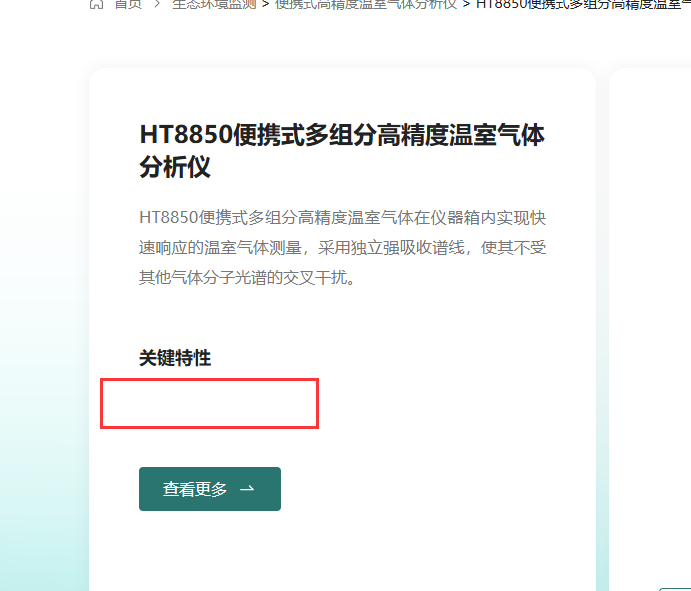 首页 > 生态环境监测 > 便携式高精度温室气体分析仪 > HT8850便携式多组分高精度温室气
HT8850便携式多组分高精度温室气体
分析仪
HT8850便携式多组分高精度温室气体在仪器箱内实现快
速响应的温室气体测量，采用独立强吸收谱线，使其不受
其他气体分子光谱的交叉干扰。
关键特性
查看更多 →